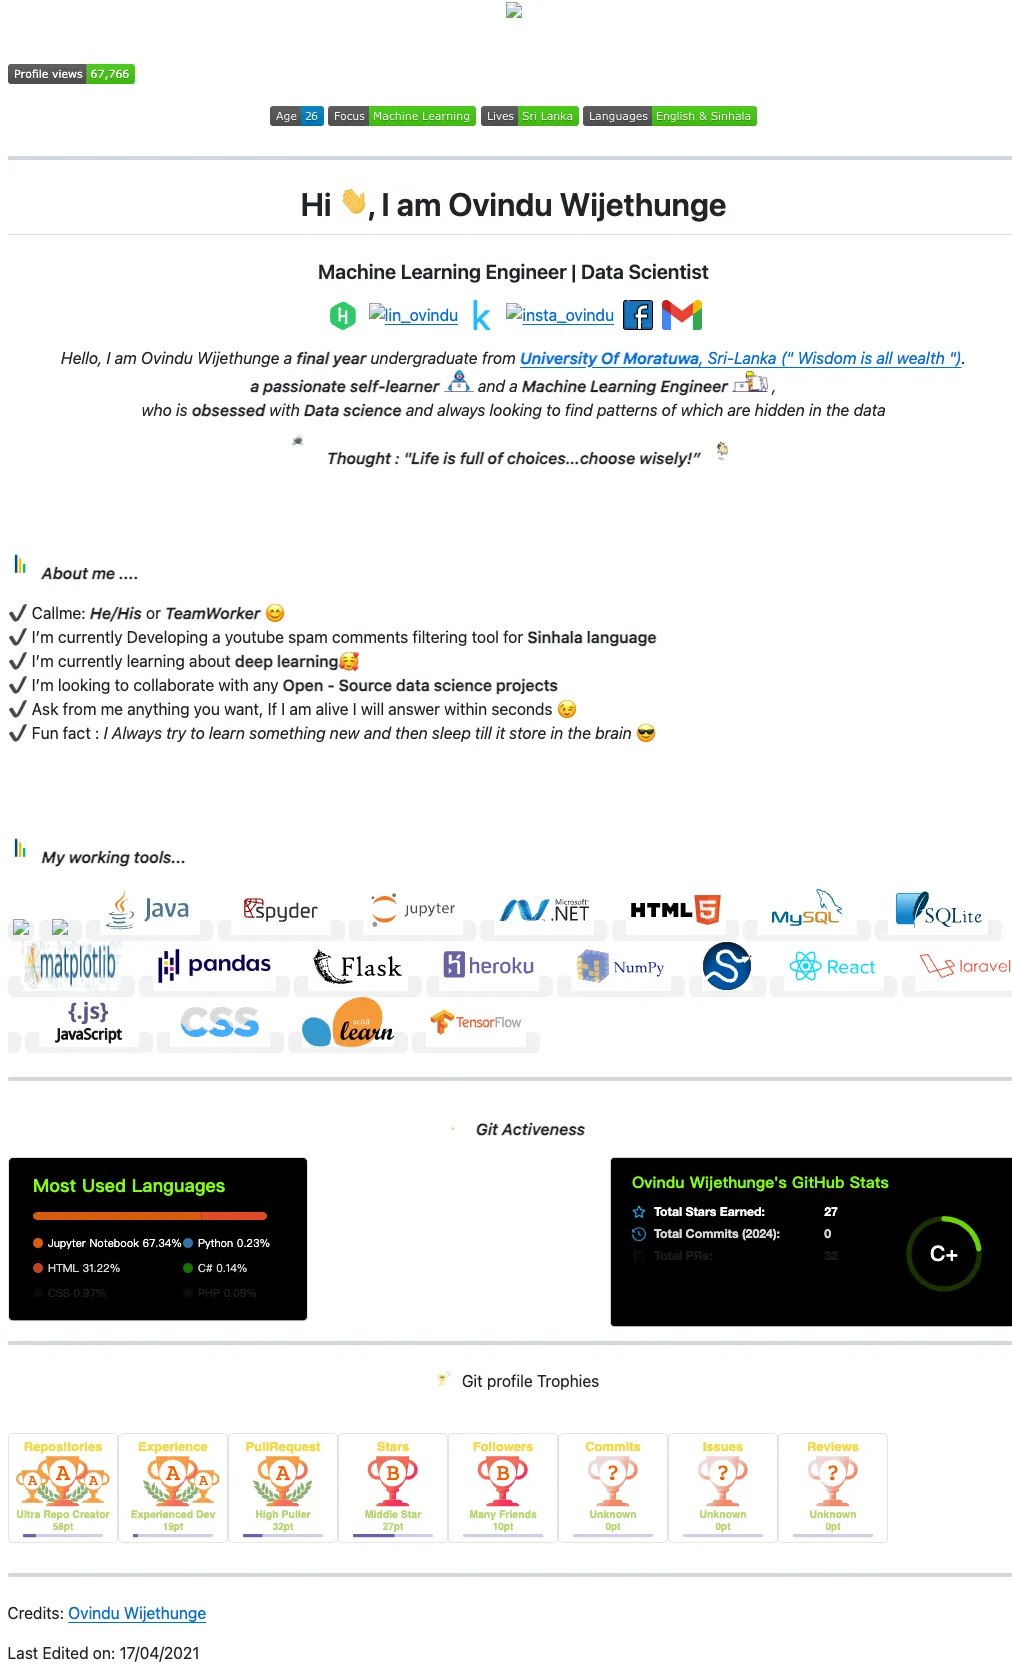 Profile views 67,766
Age 26 Focus Machine Learning Lives Sri Lanka Languages English & Sinhala
Hi 👋, I am Ovindu Wijethunge
Machine Learning Engineer | Data Scientist
lin_ovindu insta_ovindu
Hello, I am Ovindu Wijethunge a final year undergraduate from University Of Moratuwa, Sri-Lanka (" Wisdom is all wealth ").
a passionate self-learner and a Machine Learning Engineer ,
who is obsessed with Data science and always looking to find patterns of which are hidden in the data
Thought : "Life is full of choices...choose wisely!”
About me ....
✔️ Callme: He/His or TeamWorker 😊
✔️ I’m currently Developing a youtube spam comments filtering tool for Sinhala language
✔️ I’m currently learning about deep learning🥰
✔️ I’m looking to collaborate with any Open - Source data science projects
✔️ Ask from me anything you want, If I am alive I will answer within seconds 😉
✔️ Fun fact : I Always try to learn something new and then sleep till it store in the brain 😎
My working tools...
Java spyder jupyter Microsoft .NET HTML 5 MySQL SQLite
matplotlib pandas Flask heroku NumPy React laravel
{.js} JavaScript CSS scikit learn TensorFlow
Git Activeness
Most Used Languages
Jupyter Notebook 67.34% Python 0.23%
HTML 31.22% C# 0.14%
CSS 0.97% PHP 0.09%
Ovindu Wijethunge's GitHub Stats
Total Stars Earned: 27
Total Commits (2024): 0
Total PRs: 32
C+
Git profile Trophies
Repositories Experience PullRequest Stars Followers Commits Issues Reviews
A A A A A A B B ? ? ?
Ultra Repo Creator Experienced Dev High Puller Middle Star Many Friends Unknown Unknown Unknown
58pt 19pt 32pt 27pt 10pt 0pt 0pt 0pt
Credits: Ovindu Wijethunge
Last Edited on: 17/04/2021